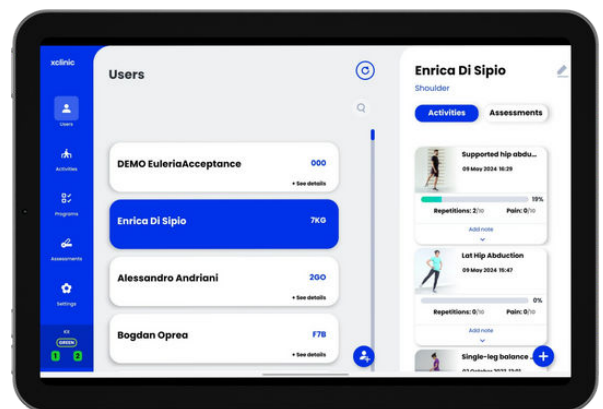 xclinic
Users
Activities
Programs
Assessments
Settings
GREEN
1 2
Users
DEMO EuleriaAcceptance 000
+ See details
Enrica Di Sipio 7KG
Alessandro Andriani 2GO
+ See details
Bogdan Oprea F7B
+ See details
Enrica Di Sipio
Shoulder
Activities Assessments
Supported hip abdu...
09 May 2024 16:29
19%
Repetitions: 2/10 Pain: 0/10
Add note
Lat Hip Abduction
09 May 2024 15:47
0%
Repetitions: 0/10 Pain: 0/10
Add note
Single-leg balance